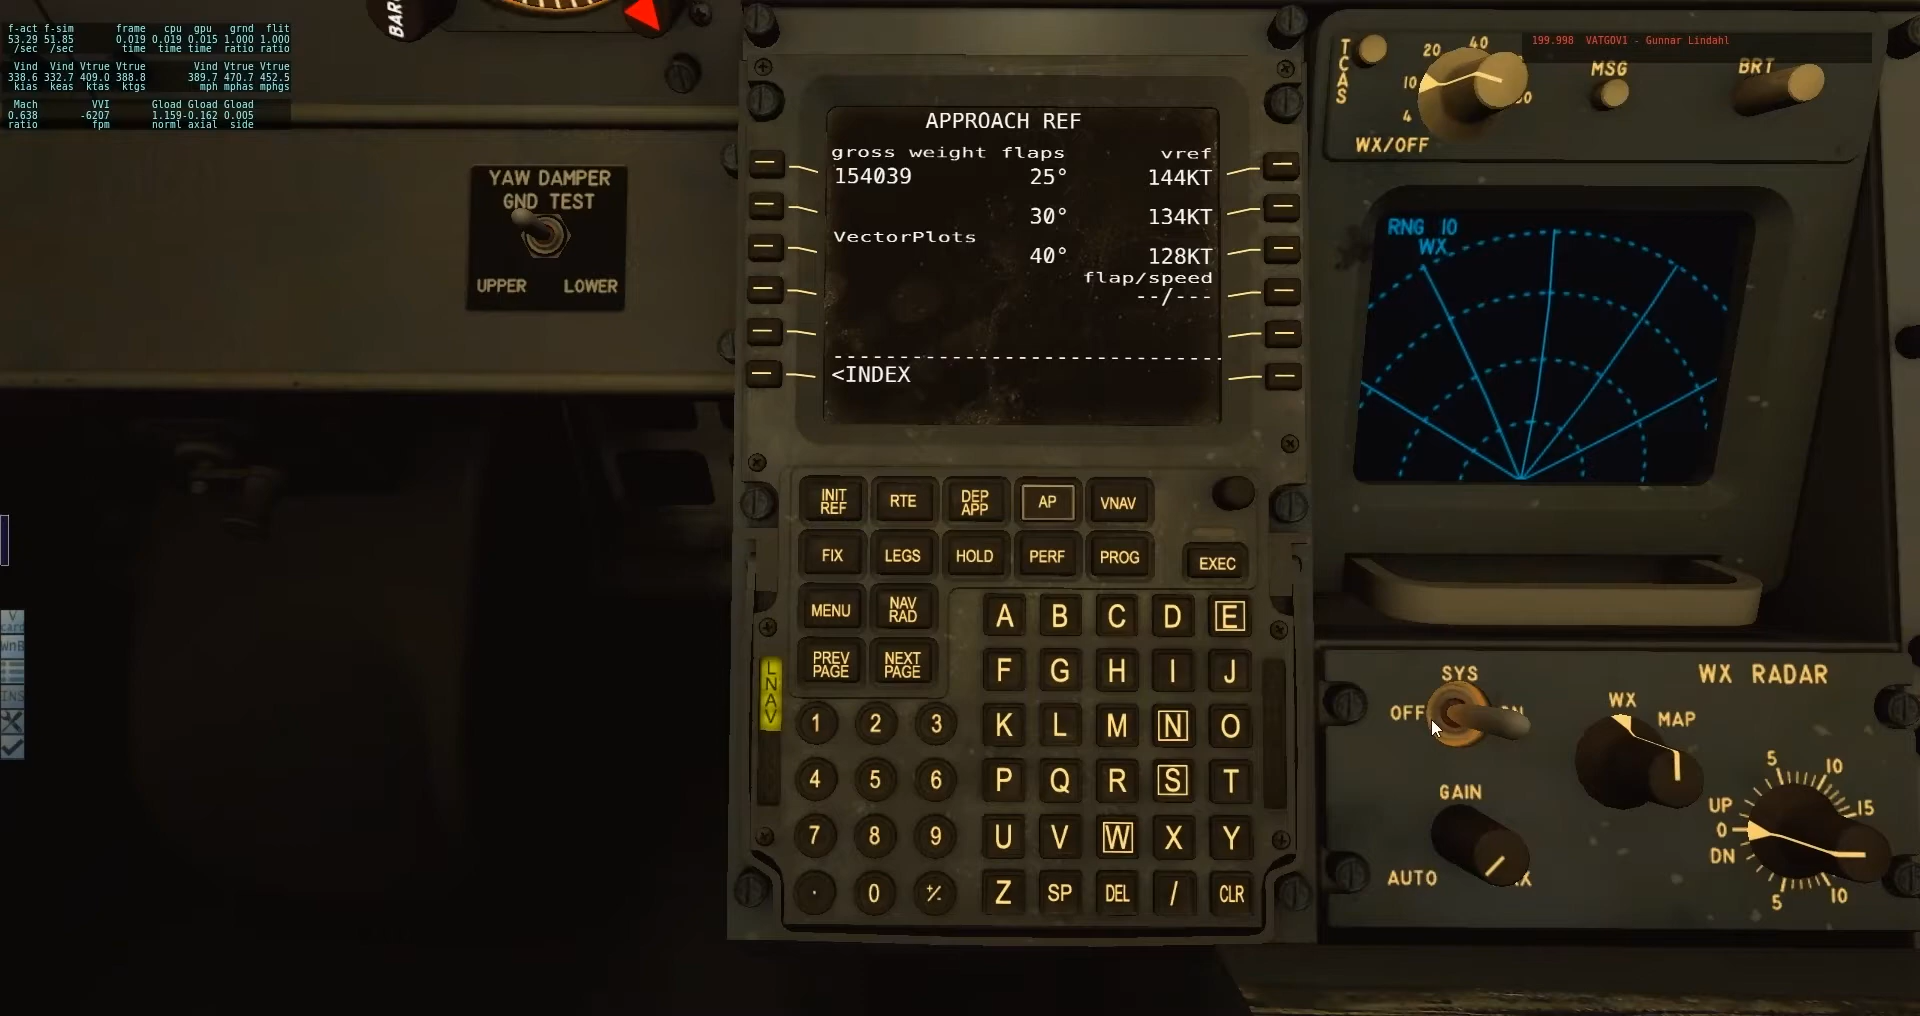 f-act f-sim frame cpu gpu grnd flit
53.29 51.85 0.019 0.019 0.015 1.000 1.000
/sec /sec time time time ratio ratio
Vind Vind Vtrue Vtrue Vind Vtrue Vtrue
338.6 332.7 409.0 388.8 389.7 470.7 452.5
kias keas ktas ktgs mph mphas mphgs
Mach VVI Gload Gload Gload
0.638 -6207 1.159 -0.162 0.005
ratio fpm norml axial side
YAW DAMPER
GND TEST
UPPER LOWER
APPROACH REF
gross weight flaps vref
154039 25° 144KT
30° 134KT
VectorPlots
40° 128KT
flap/speed
--/---
<INDEX
INIT REF
RTE
DEP APP
AP
VNAV
FIX
LEGS
HOLD
PERF
PROG
EXEC
MENU
NAV RAD
PREV PAGE
NEXT PAGE
LNAV
A B C D E
F G H I J
1 2 3 K L M N O
4 5 6 P Q R S T
7 8 9 U V W X Y
. 0 +/- Z SP DEL / CLR
TCAS
20 40
10
4
WX/OFF
199.998 VATGOV1 - Gunnar Lindahl
MSG
BRT
RNG 10
WX
SYS
OFF
WX RADAR
WX
MAP
GAIN
AUTO
UP
0
DN
5 10 15
5 10
INS